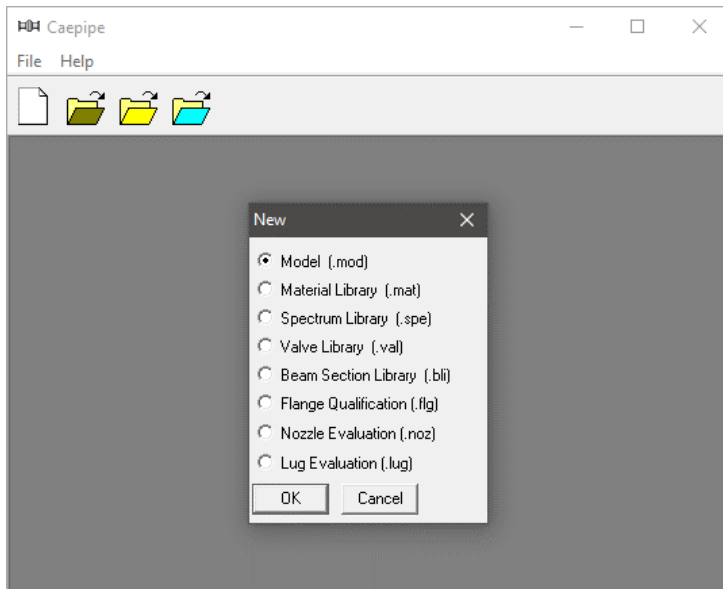 Caepipe
File Help
New
Model (.mod)
Material Library (.mat)
Spectrum Library (.spe)
Valve Library (.val)
Beam Section Library (.bli)
Flange Qualification (.flg)
Nozzle Evaluation (.noz)
Lug Evaluation (.lug)
OK Cancel